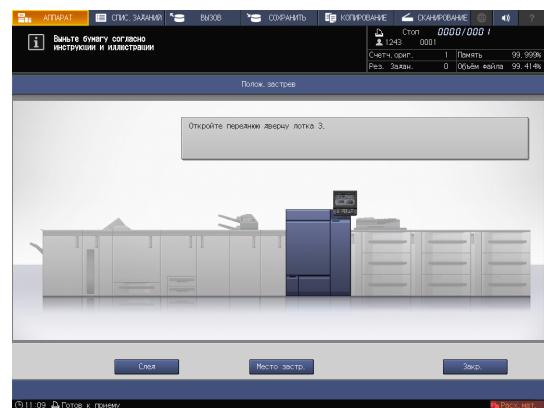 АППАРАТ СПИС. ЗАДАНИЙ ВЫЗОВ СОХРАНИТЬ КОПИРОВАНИЕ СКАНИРОВАНИЕ ?
Выньте бумагу согласно
инструкции и иллюстрации
Стоп 0000/0001
1243 0001
Счетч.ориг. 1 Память 99.999%
Рез. Задан. 0 Объём файла 99.414%
Полож.застрев
Откройте переднюю дверцу лотка 3.
След Место застр. Закр.
11:09 Готов к приему Расх.мат.